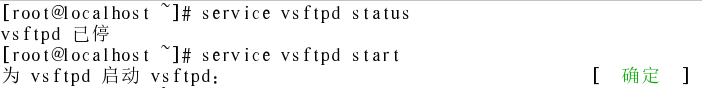 [root@localhost ~]# service vsftpd status
vsftpd 已停
[root@localhost ~]# service vsftpd start
为 vsftpd 启动 vsftpd： [ 确定 ]